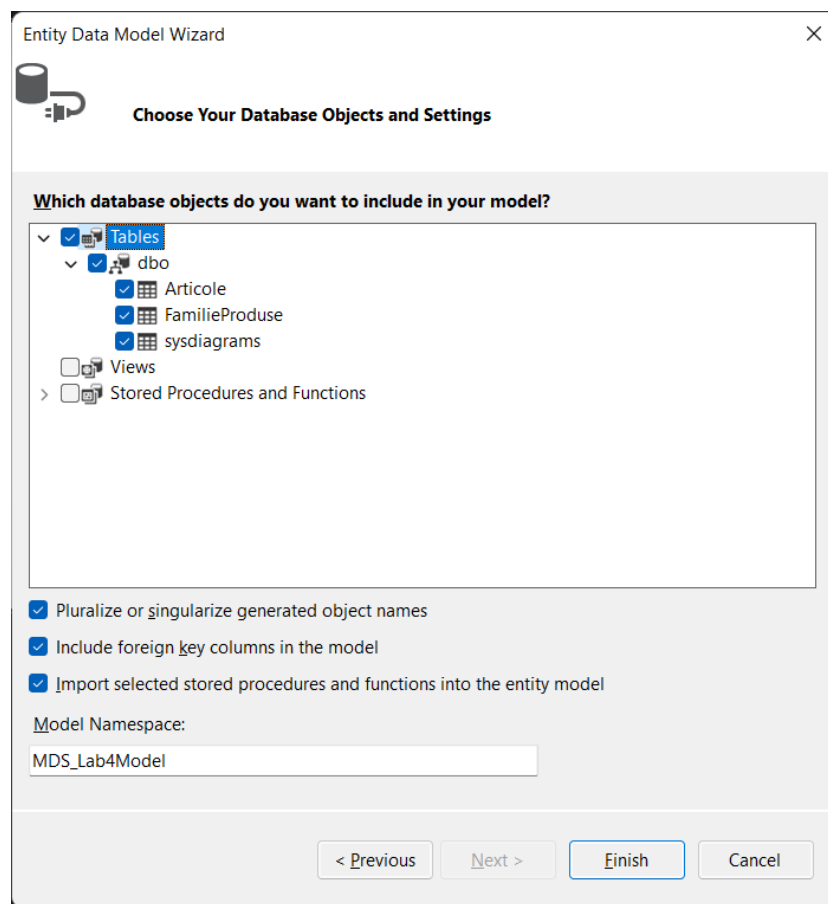 Entity Data Model Wizard
Choose Your Database Objects and Settings
Which database objects do you want to include in your model?
Tables
dbo
Articole
FamilieProduse
sysdiagrams
Views
Stored Procedures and Functions
Pluralize or singularize generated object names
Include foreign key columns in the model
Import selected stored procedures and functions into the entity model
Model Namespace:
MDS_Lab4Model
< Previous Next > Finish Cancel